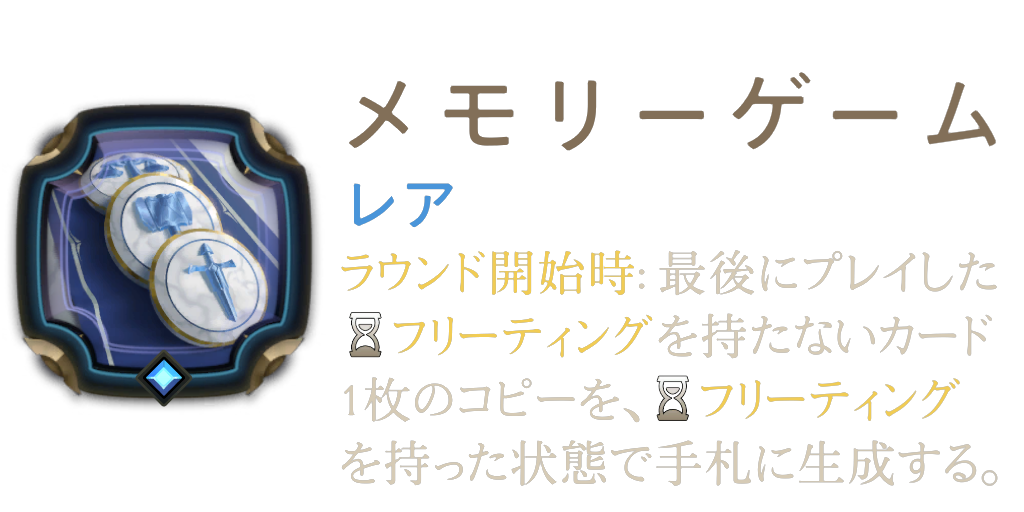 メモリーゲーム
レア
ラウンド開始時: 最後にプレイした
フリーティングを持たないカード
1枚のコピーを、フリーティング
を持った状態で手札に生成する。